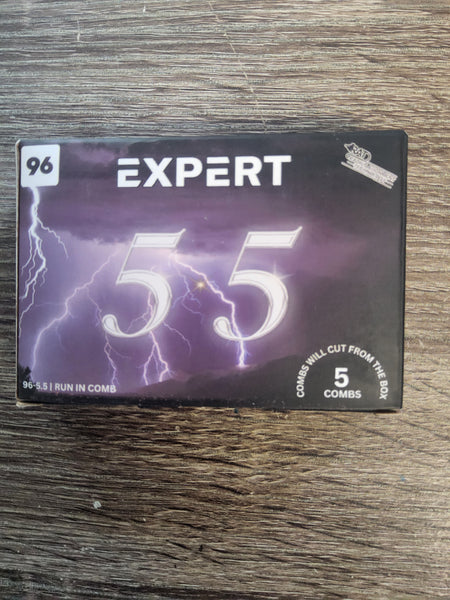 96
EXPERT
5 5
96-5.5 | RUN IN COMB
COMBS WILL CUT FROM THE BOX
5
COMBS